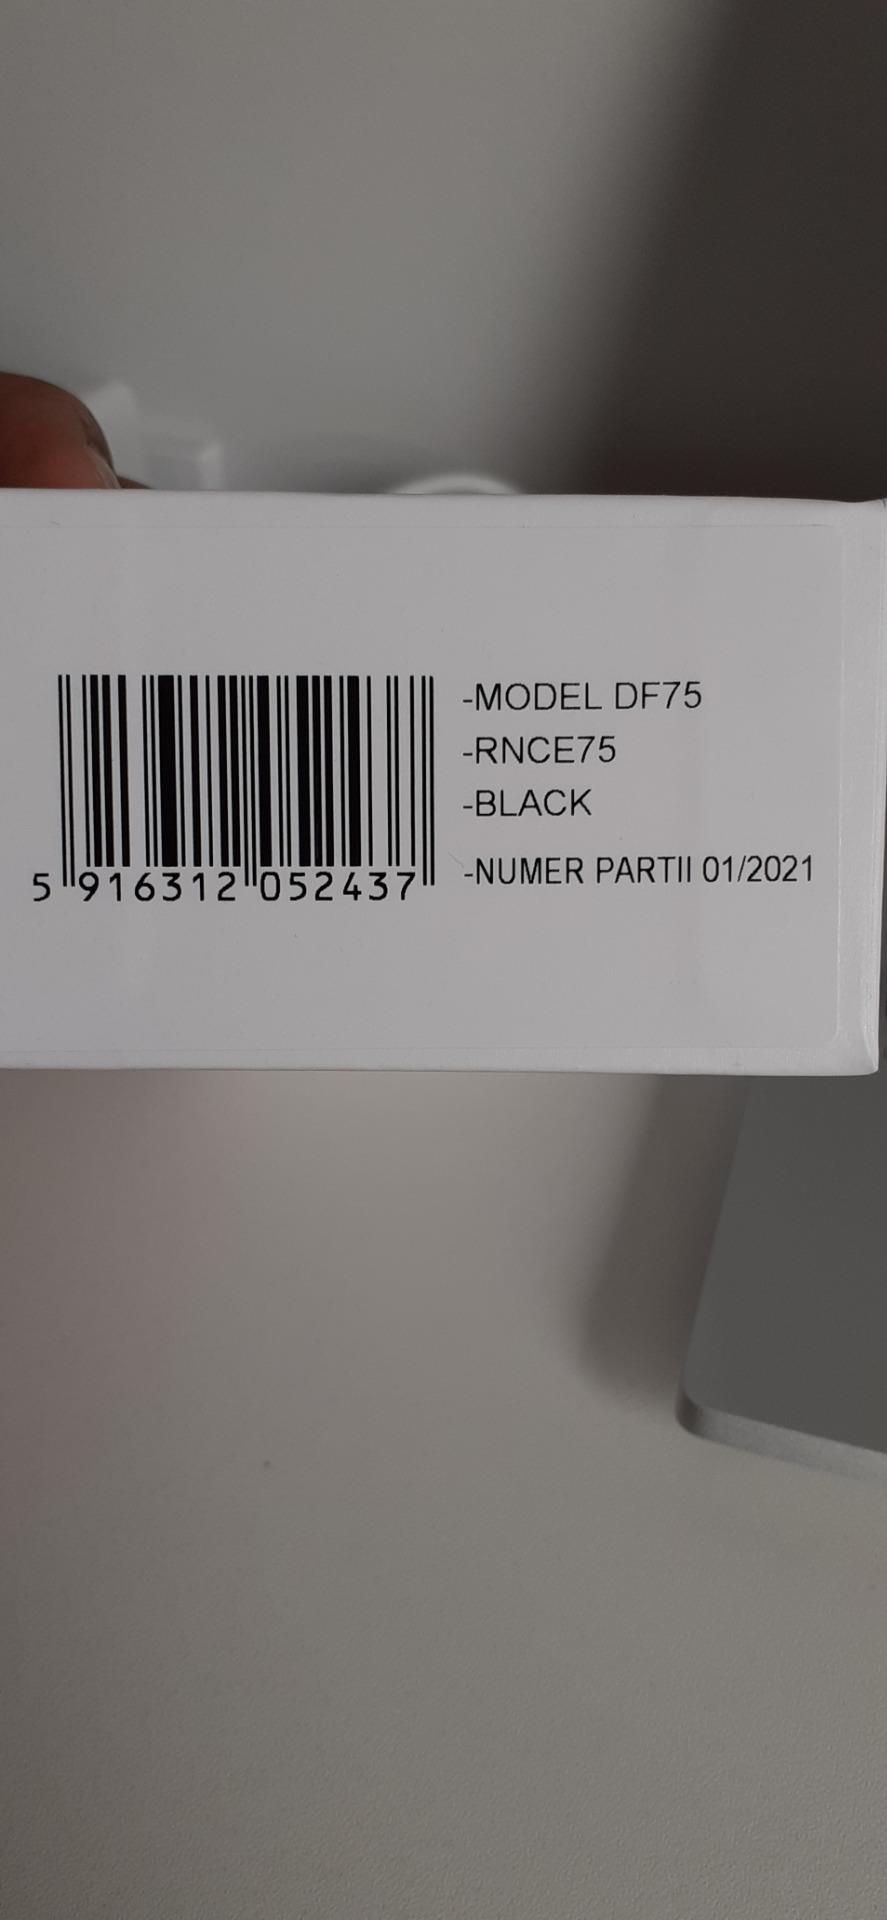 -MODEL DF75
-RNCE75
-BLACK
-NUMER PARTII 01/2021
5 916312 052437